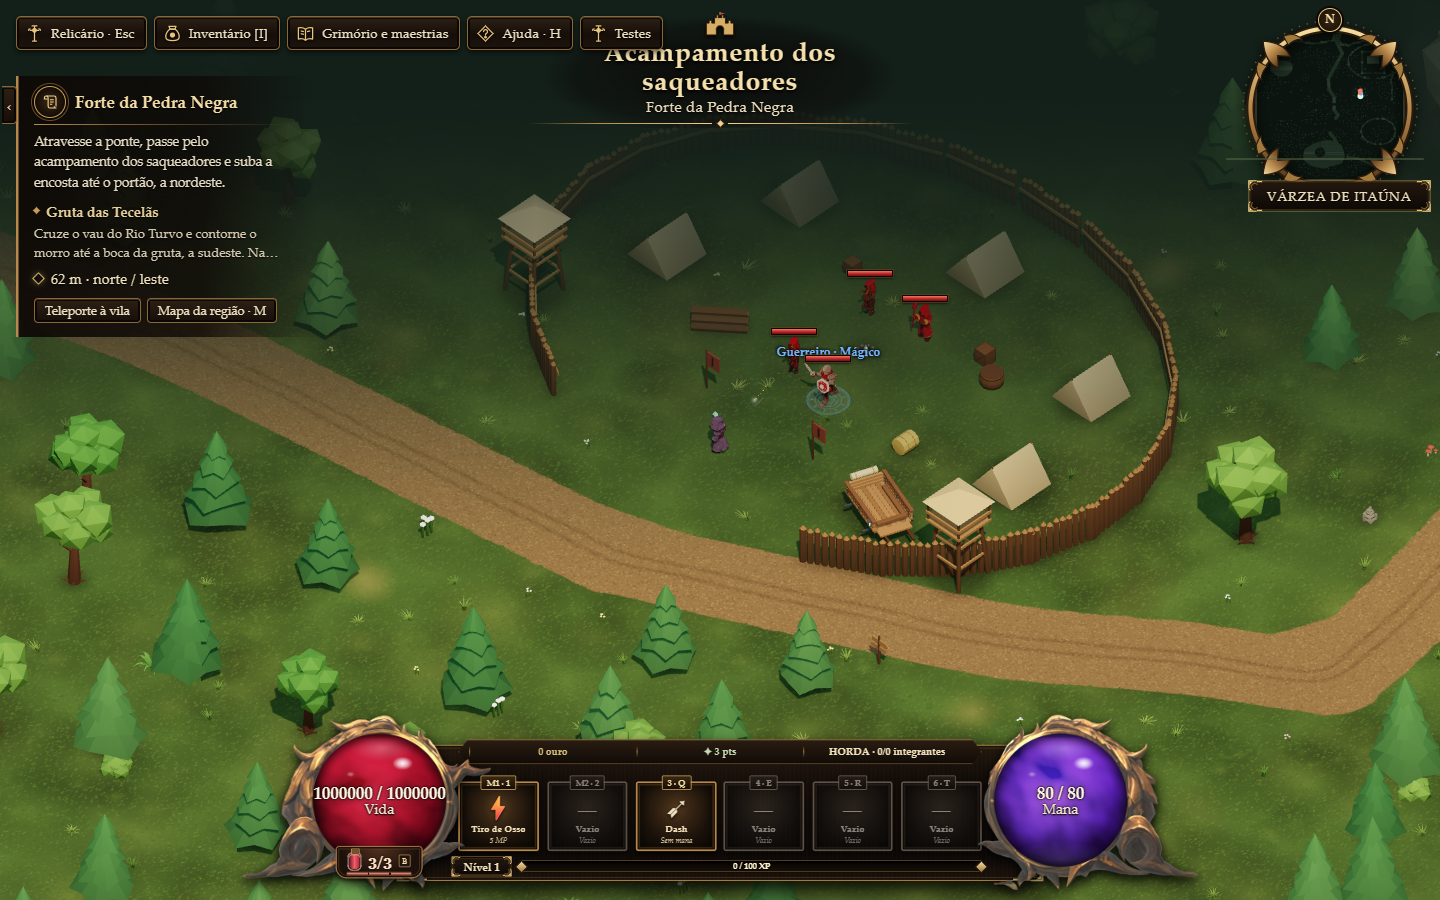 Relicário · Esc
Inventário [I]
Grimório e maestrias
Ajuda · H
Testes
Acampamento dos
saqueadores
Forte da Pedra Negra
N
VÁRZEA DE ITAÚNA
‹
Forte da Pedra Negra
Atravesse a ponte, passe pelo
acampamento dos saqueadores e suba a
encosta até o portão, a nordeste.
Gruta das Tecelãs
Cruze o vau do Rio Turvo e contorne o
morro até a boca da gruta, a sudeste. Na…
62 m · norte / leste
Teleporte à vila
Mapa da região · M
Guerreiro · Mágico
0 ouro
3 pts
HORDA · 0/0 integrantes
1000000 / 1000000
Vida
3/3
B
M1 · 1
Tiro de Osso
5 MP
M2 · 2
Vazio
Vazio
3 · Q
Dash
Sem mana
4 · E
Vazio
Vazio
5 · R
Vazio
Vazio
6 · T
Vazio
Vazio
80 / 80
Mana
Nível 1
0 / 100 XP